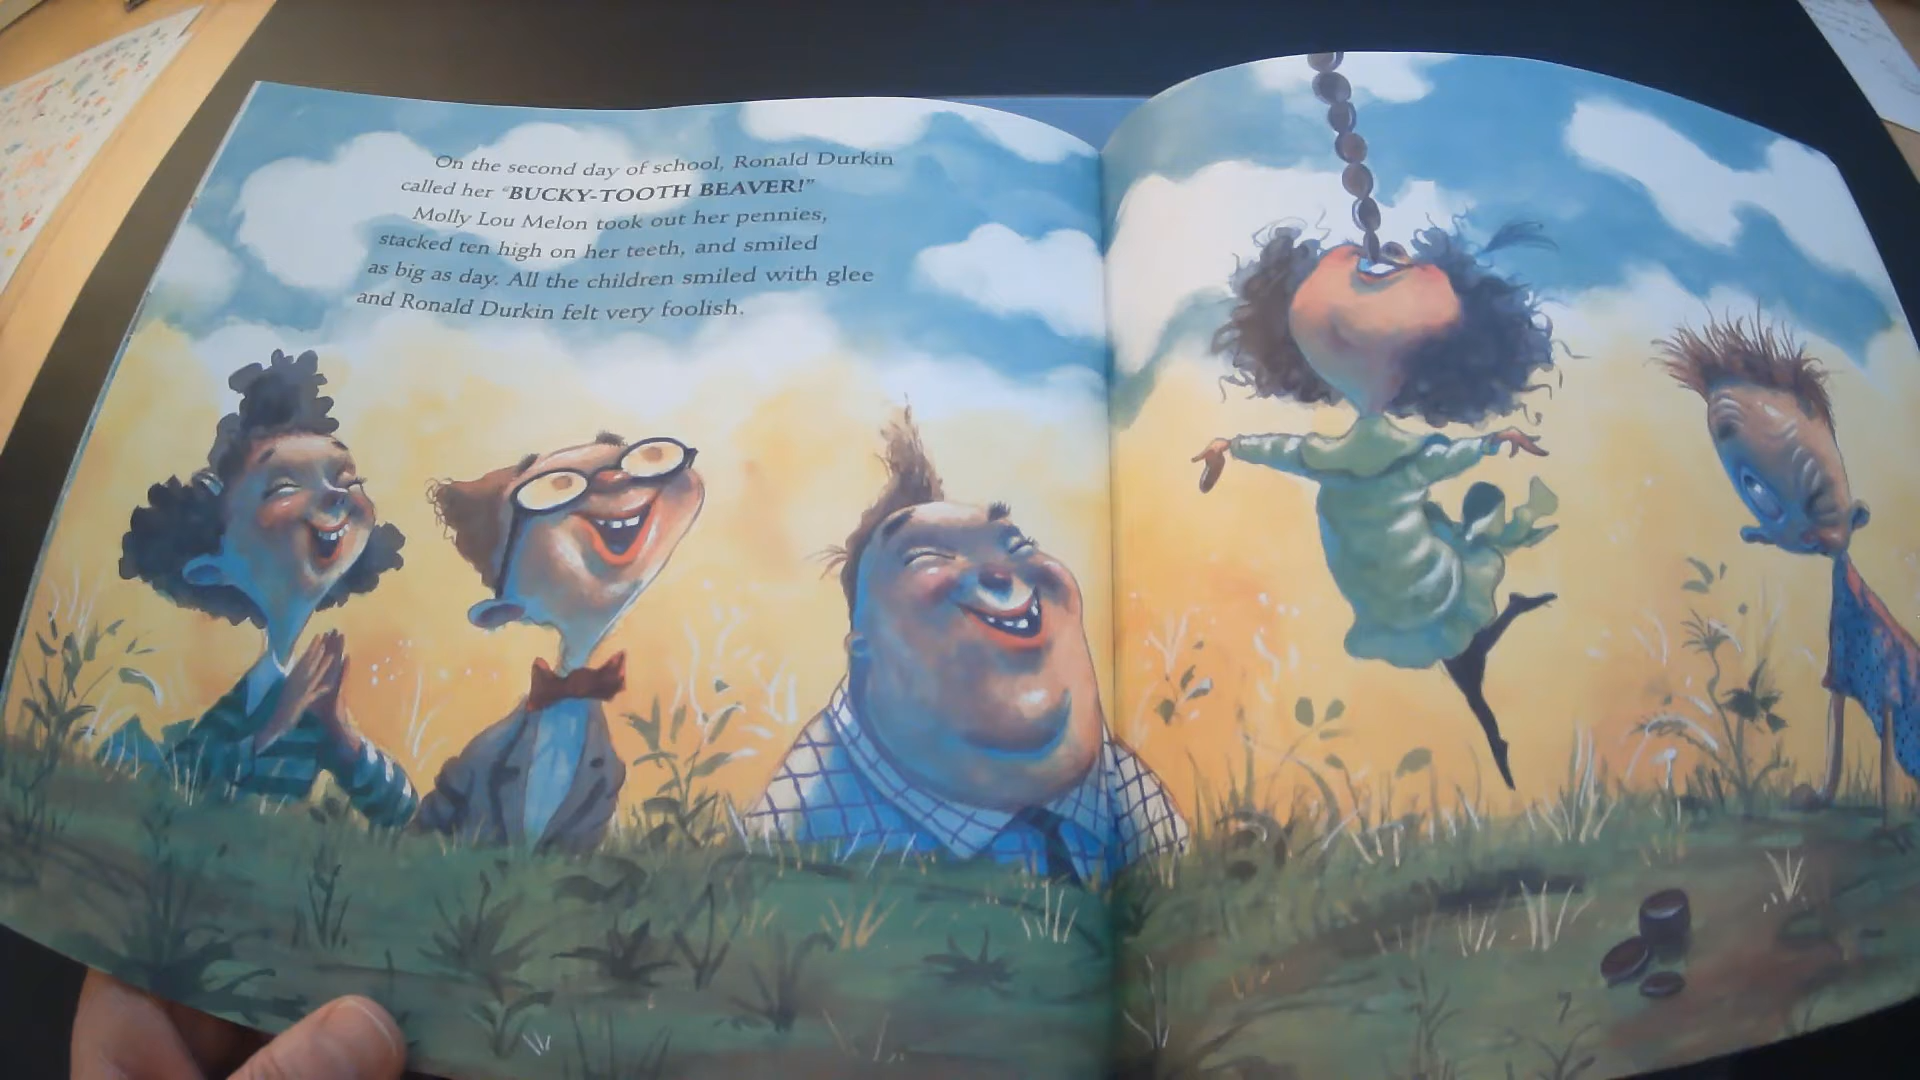 On the second day of school, Ronald Durkin
called her "BUCKY-TOOTH BEAVER!"
Molly Lou Melon took out her pennies,
stacked ten high on her teeth, and smiled
as big as day. All the children smiled with glee
and Ronald Durkin felt very foolish.